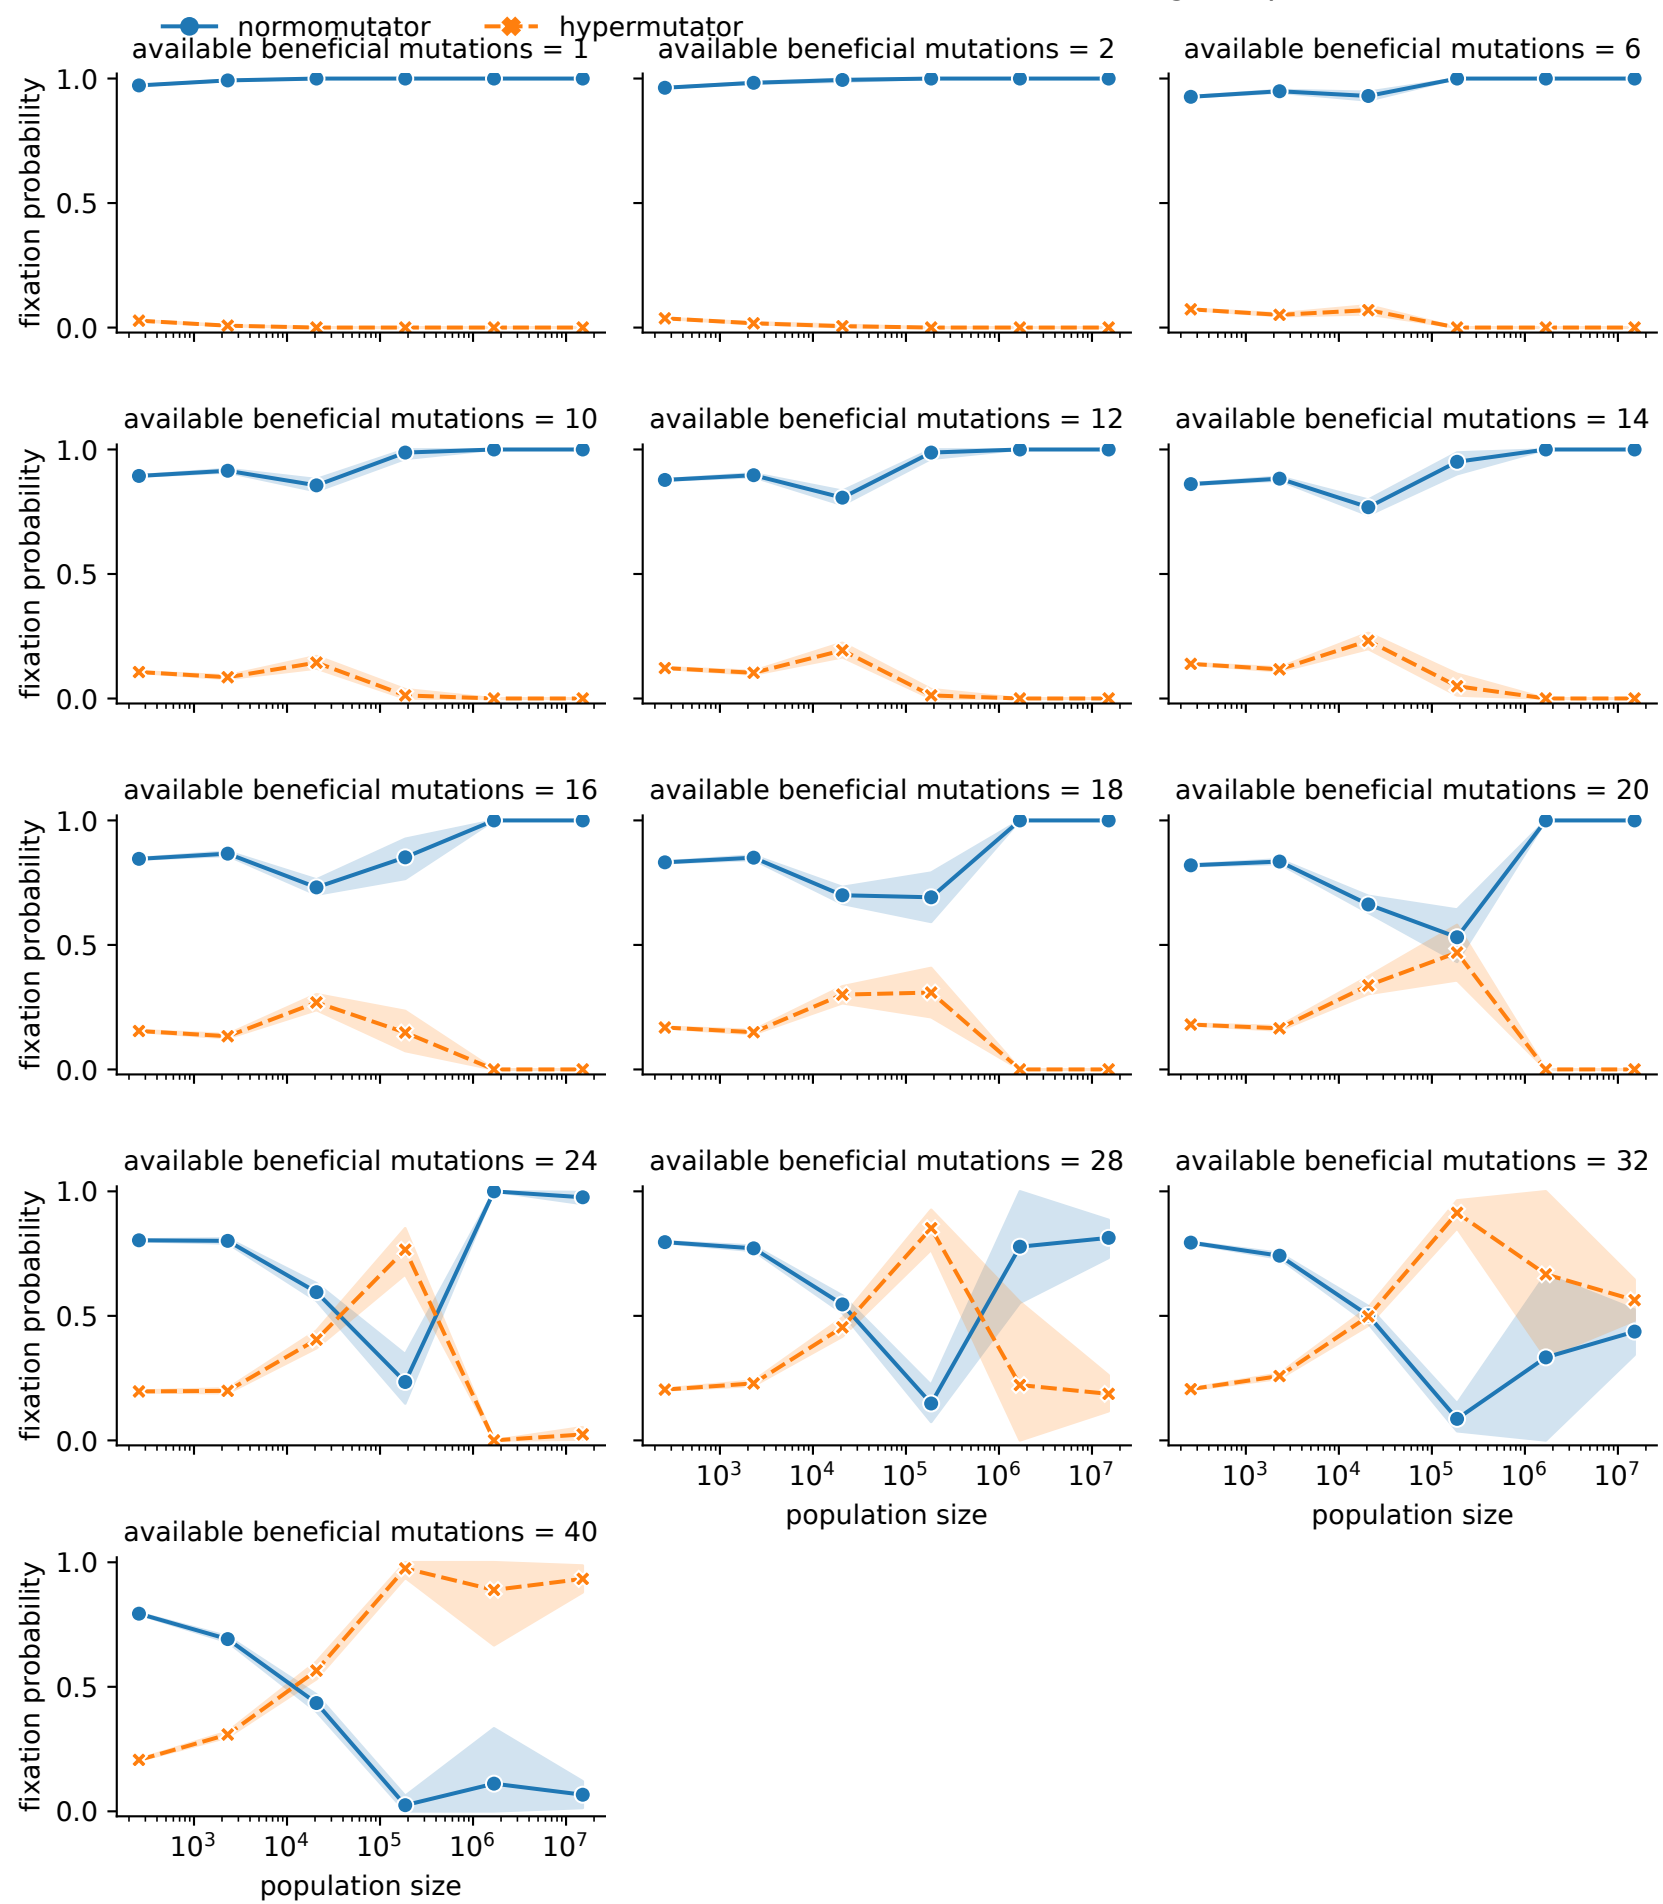 normomutator hypermutator
available beneficial mutations = 1 available beneficial mutations = 2 available beneficial mutations = 6
fixation probability
1.0
0.5
0.0
available beneficial mutations = 10 available beneficial mutations = 12 available beneficial mutations = 14
fixation probability
1.0
0.5
0.0
available beneficial mutations = 16 available beneficial mutations = 18 available beneficial mutations = 20
fixation probability
1.0
0.5
0.0
available beneficial mutations = 24 available beneficial mutations = 28 available beneficial mutations = 32
fixation probability
1.0
0.5
0.0
10³ 10⁴ 10⁵ 10⁶ 10⁷ 10³ 10⁴ 10⁵ 10⁶ 10⁷
population size population size
available beneficial mutations = 40
fixation probability
1.0
0.5
0.0
10³ 10⁴ 10⁵ 10⁶ 10⁷
population size